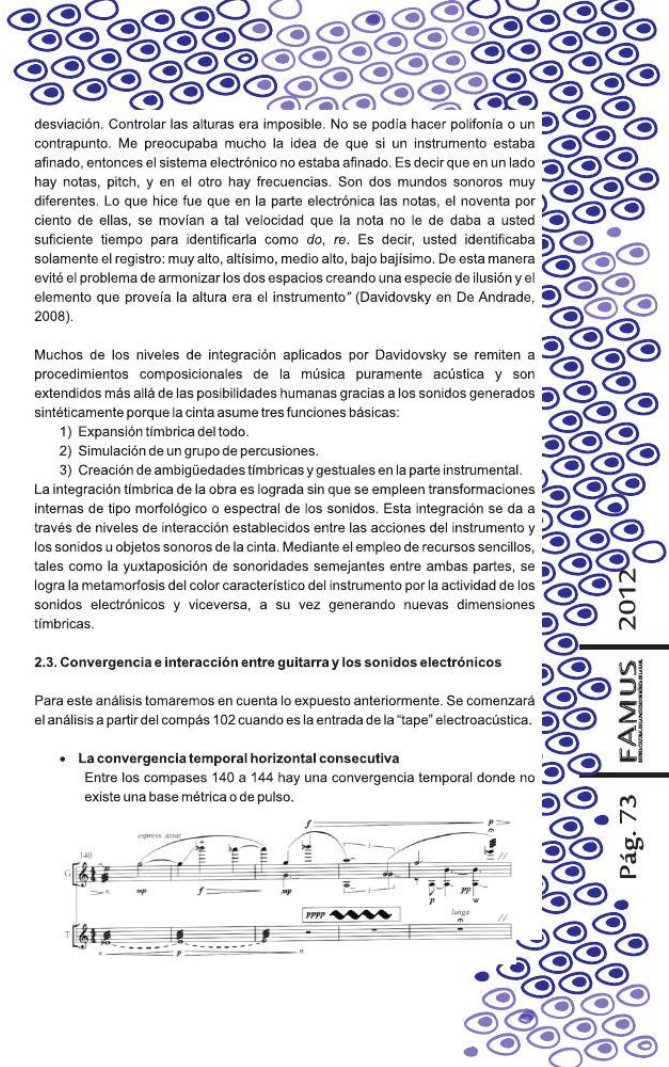 desviación. Controlar las alturas era imposible. No se podía hacer polifonía o un
contrapunto. Me preocupaba mucho la idea de que si un instrumento estaba
afinado, entonces el sistema electrónico no estaba afinado. Es decir que en un lado
hay notas, pitch, y en el otro hay frecuencias. Son dos mundos sonoros muy
diferentes. Lo que hice fue que en la parte electrónica las notas, el noventa por
ciento de ellas, se movían a tal velocidad que la nota no le de daba a usted
suficiente tiempo para identificarla como do, re. Es decir, usted identificaba
solamente el registro: muy alto, altísimo, medio alto, bajo bajísimo. De esta manera
evité el problema de armonizar los dos espacios creando una especie de ilusión y el
elemento que proveía la altura era el instrumento" (Davidovsky en De Andrade,
2008).
Muchos de los niveles de integración aplicados por Davidovsky se remiten a
procedimientos composicionales de la música puramente acústica y son
extendidos más allá de las posibilidades humanas gracias a los sonidos generados
sintéticamente porque la cinta asume tres funciones básicas:
1) Expansión tímbrica del todo.
2) Simulación de un grupo de percusiones.
3) Creación de ambigüedades tímbricas y gestuales en la parte instrumental.
La integración tímbrica de la obra es lograda sin que se empleen transformaciones
internas de tipo morfológico o espectral de los sonidos. Esta integración se da a
través de niveles de interacción establecidos entre las acciones del instrumento y
los sonidos u objetos sonoros de la cinta. Mediante el empleo de recursos sencillos,
tales como la yuxtaposición de sonoridades semejantes entre ambas partes, se
logra la metamorfosis del color característico del instrumento por la actividad de los
sonidos electrónicos y viceversa, a su vez generando nuevas dimensiones
tímbricas.
2.3. Convergencia e interacción entre guitarra y los sonidos electrónicos
Para este análisis tomaremos en cuenta lo expuesto anteriormente. Se comenzará
el análisis a partir del compás 102 cuando es la entrada de la "tape" electroacústica.
• La convergencia temporal horizontal consecutiva
Entre los compases 140 a 144 hay una convergencia temporal donde no
existe una base métrica o de pulso.
f p
espress assai
140
3
G
n. mp f mp 3 p pp
pppp lunga
T
n. p n.
2012
FAMUS
Pág. 73